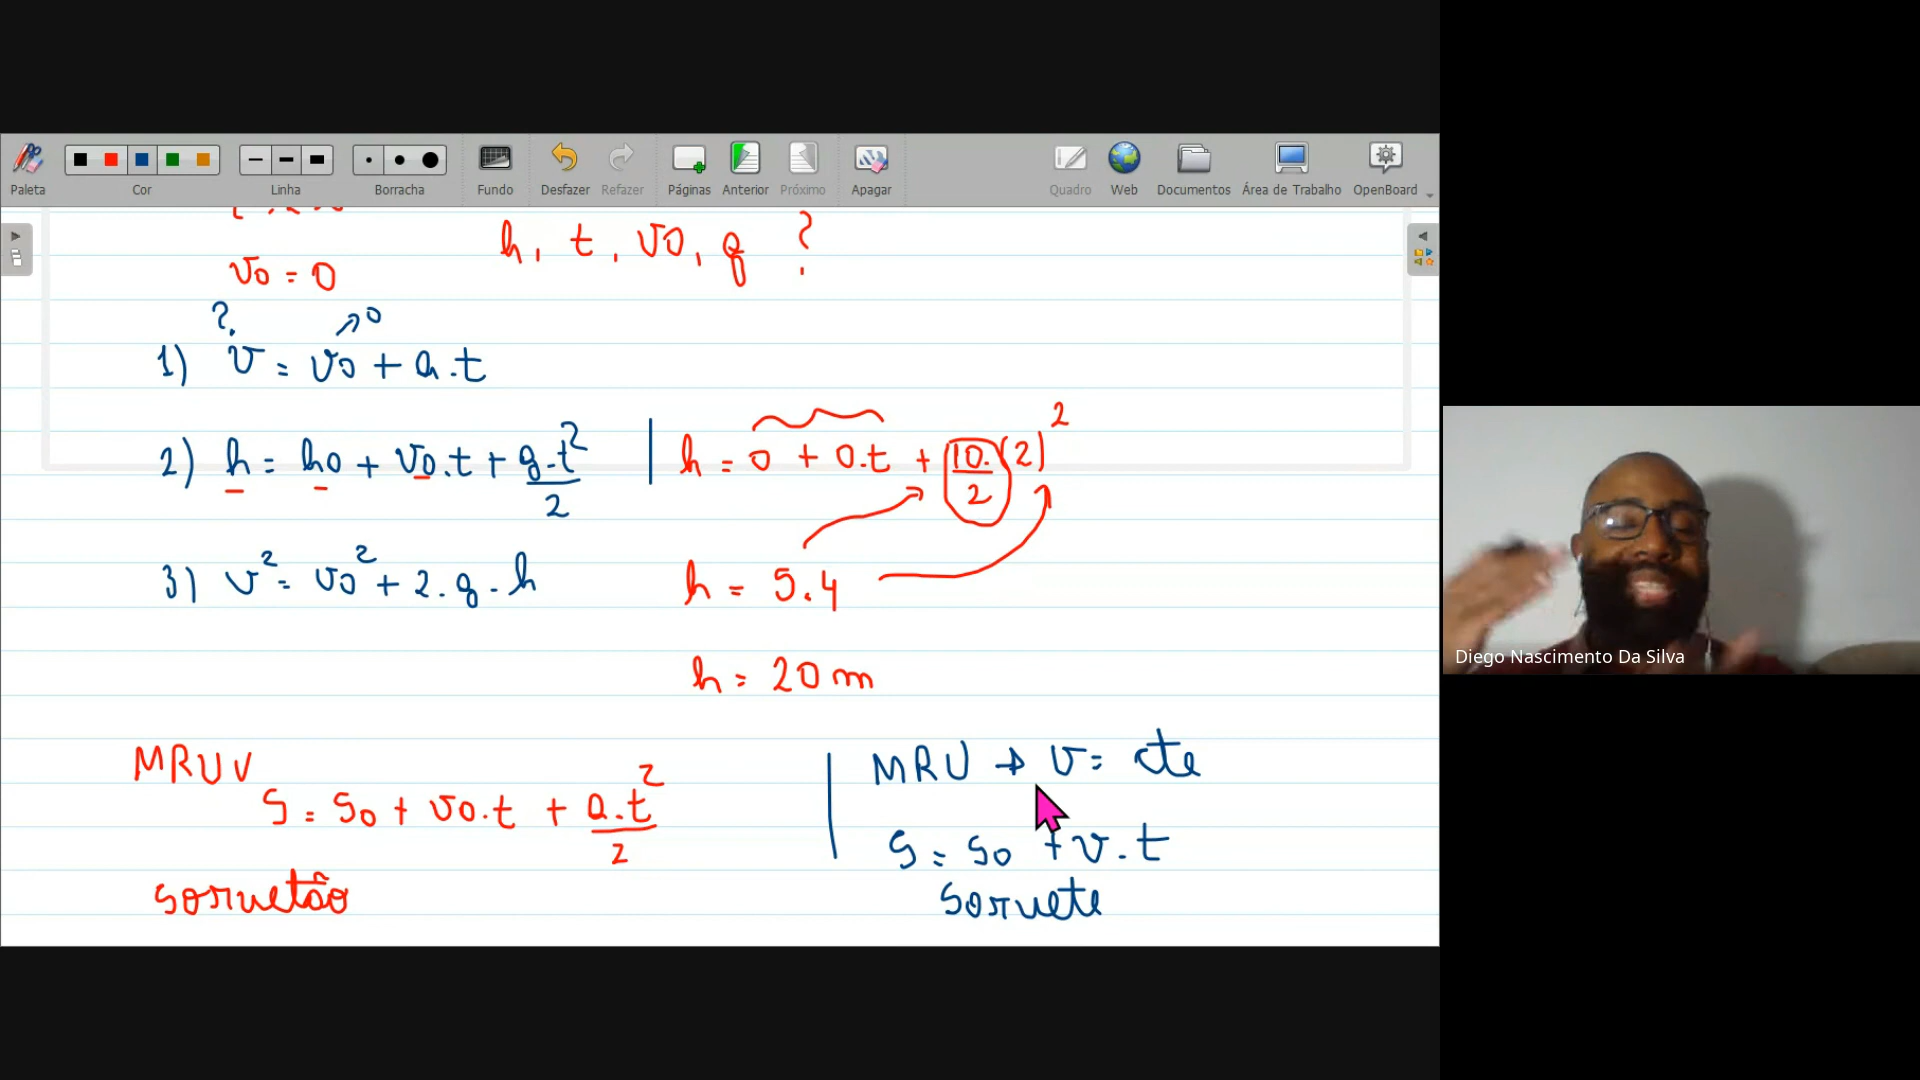 Paleta Cor Linha Borracha Fundo Desfazer Refazer Páginas Anterior Próximo Apagar Quadro Web Documentos Área de Trabalho OpenBoard
h, t, v0, g ?
v0 = 0
?
0
1) v = v0 + a.t
2) h = h0 + v0.t + g.t²/2
h = 0 + 0.t + 10/2.(2)²
3) v² = v0² + 2.g.h
h = 5.4
h = 20 m
MRUV
S = S0 + v0.t + a.t²/2
Sorvetão
MRU → v = cte
S = S0 + v.t
Sorvete
Diego Nascimento Da Silva